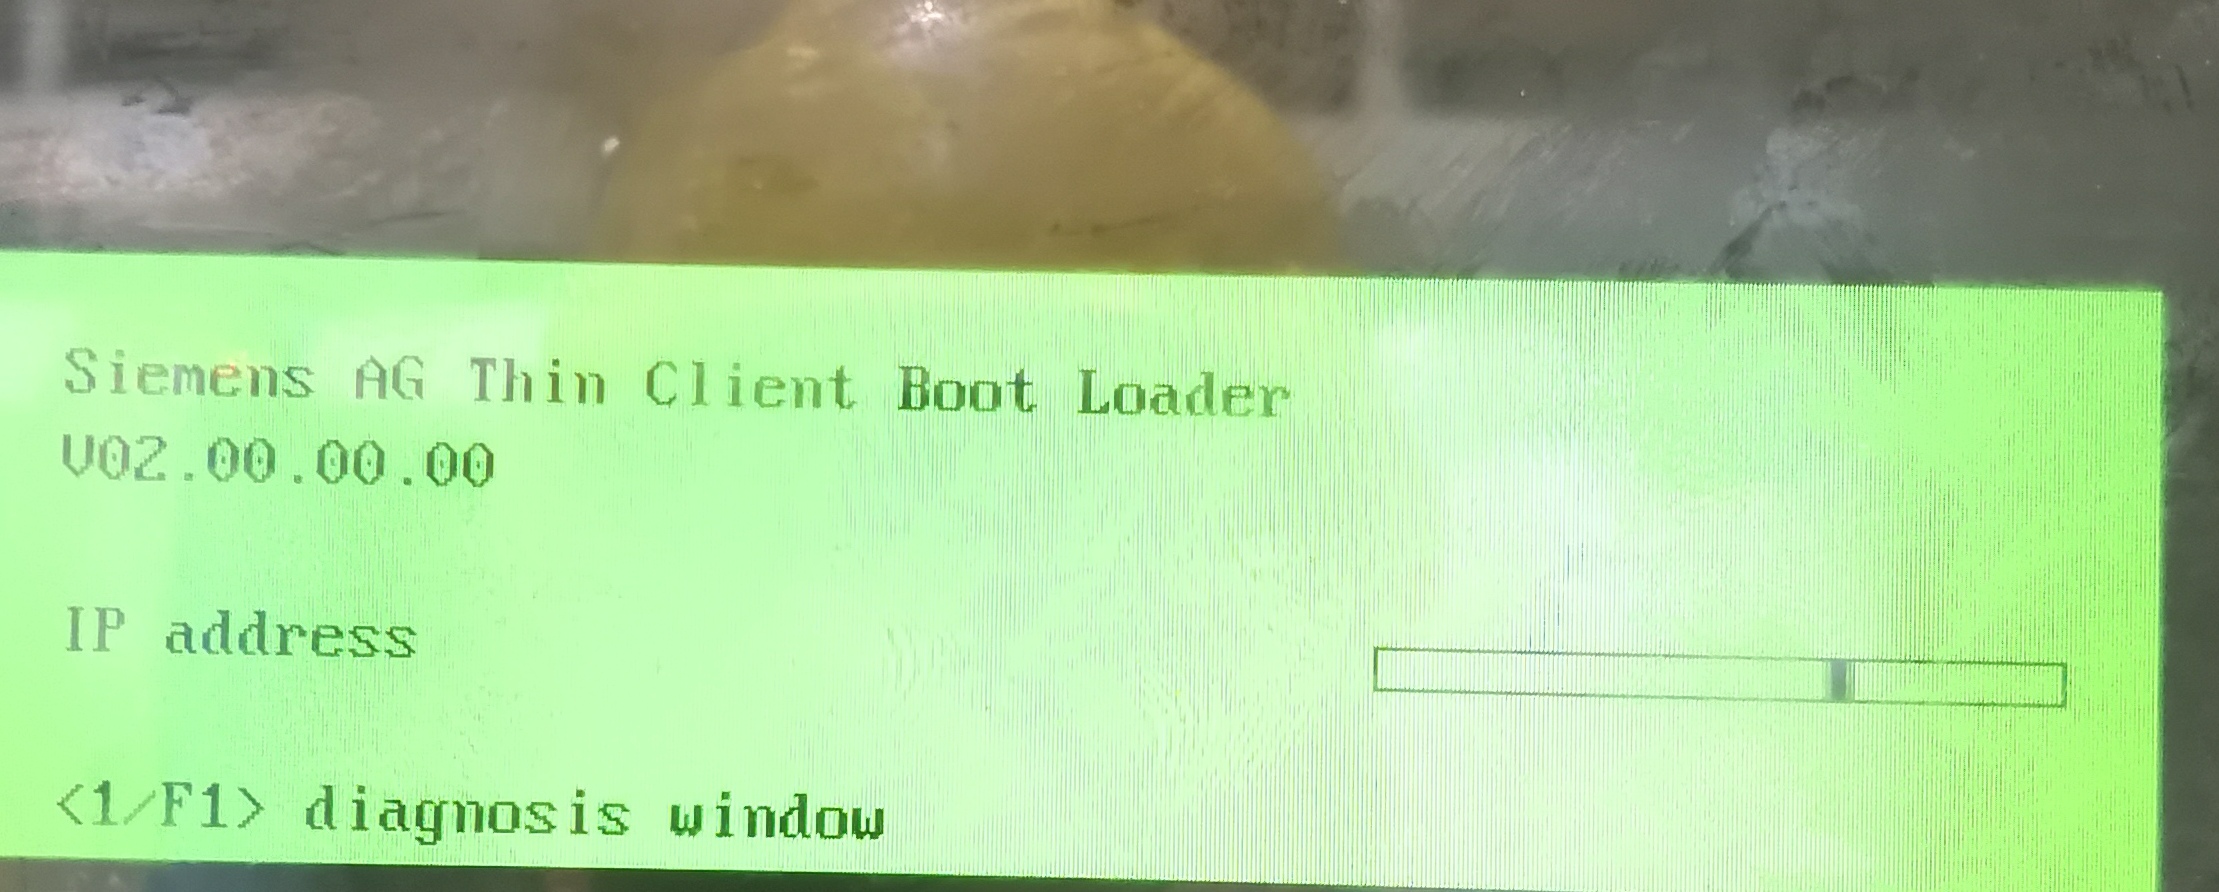 Siemens AG Thin Client Boot Loader
V02.00.00.00
IP address
<1/F1> diagnosis window